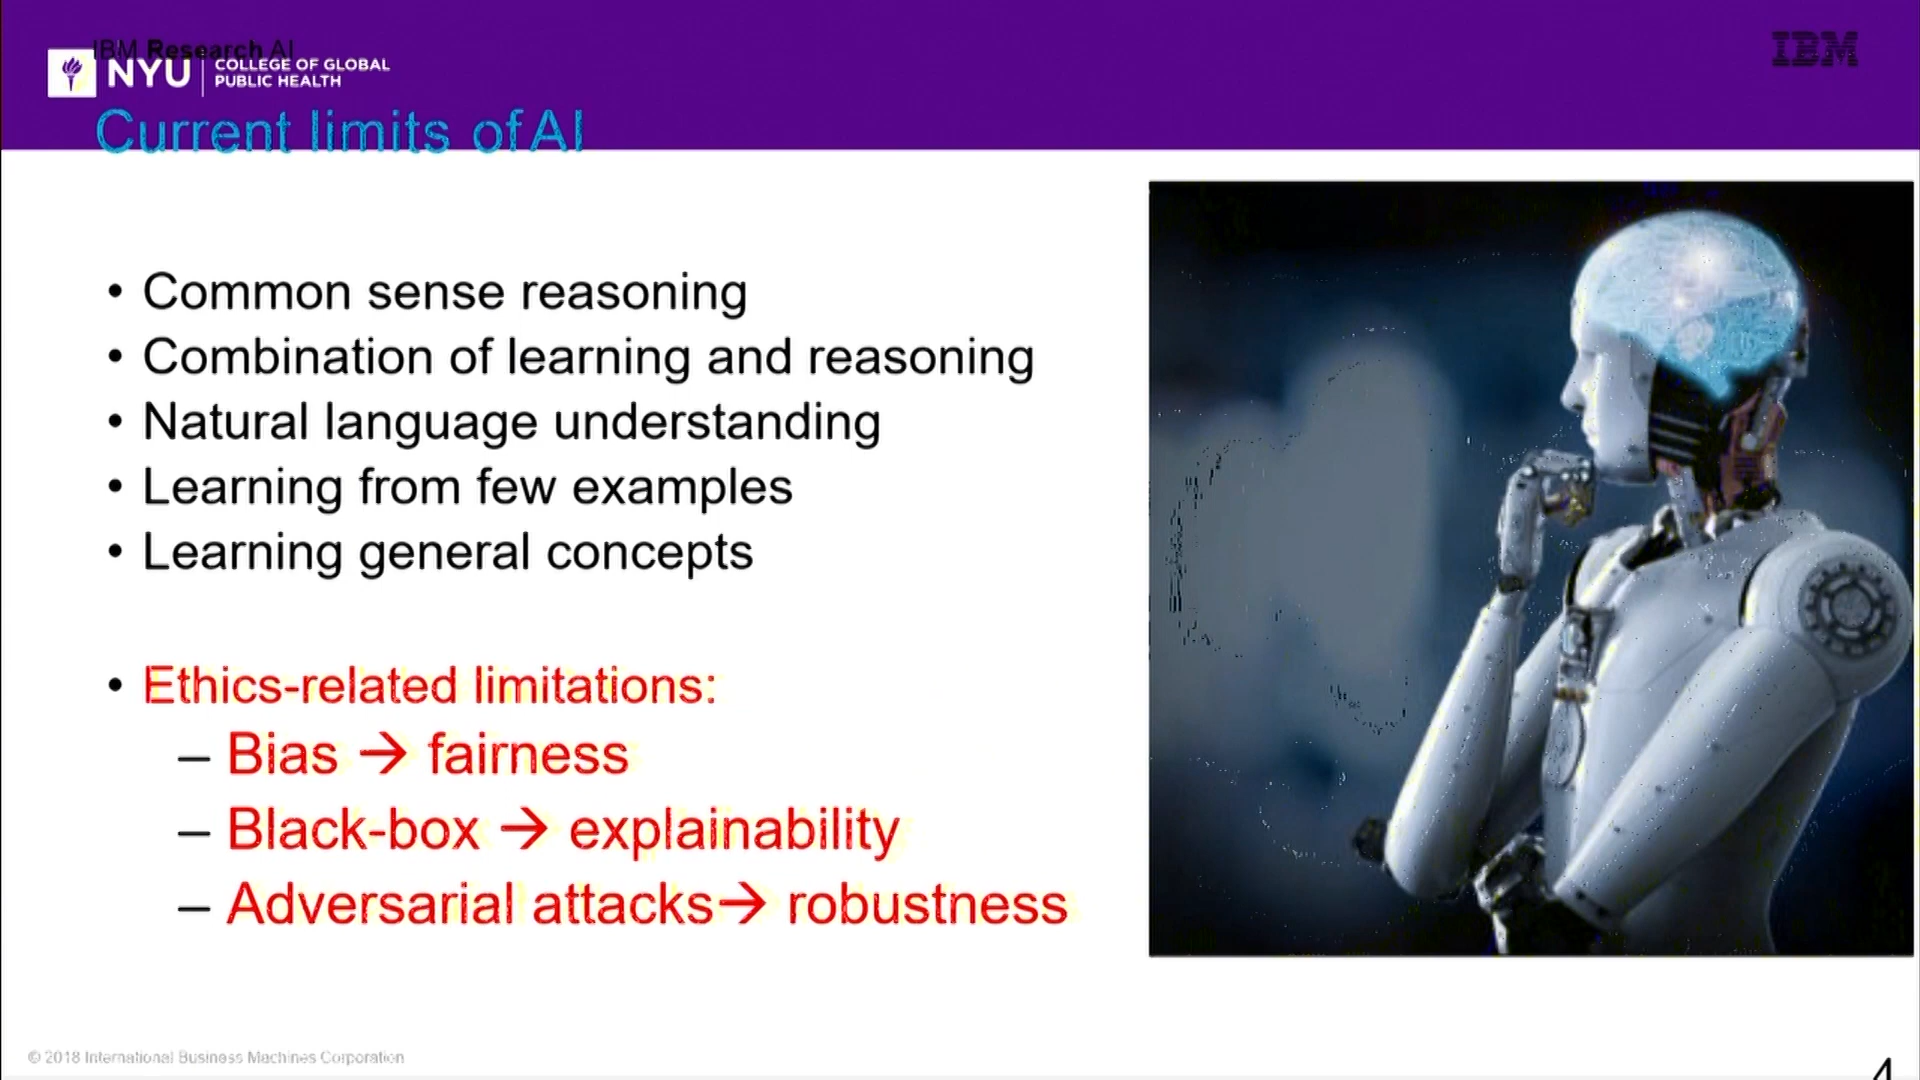 IBM Research AI
IBM
NYU
COLLEGE OF GLOBAL
PUBLIC HEALTH
Current limits of AI
• Common sense reasoning
• Combination of learning and reasoning
• Natural language understanding
• Learning from few examples
• Learning general concepts
• Ethics-related limitations:
– Bias → fairness
– Black-box → explainability
– Adversarial attacks→ robustness
© 2018 International Business Machines Corporation
4